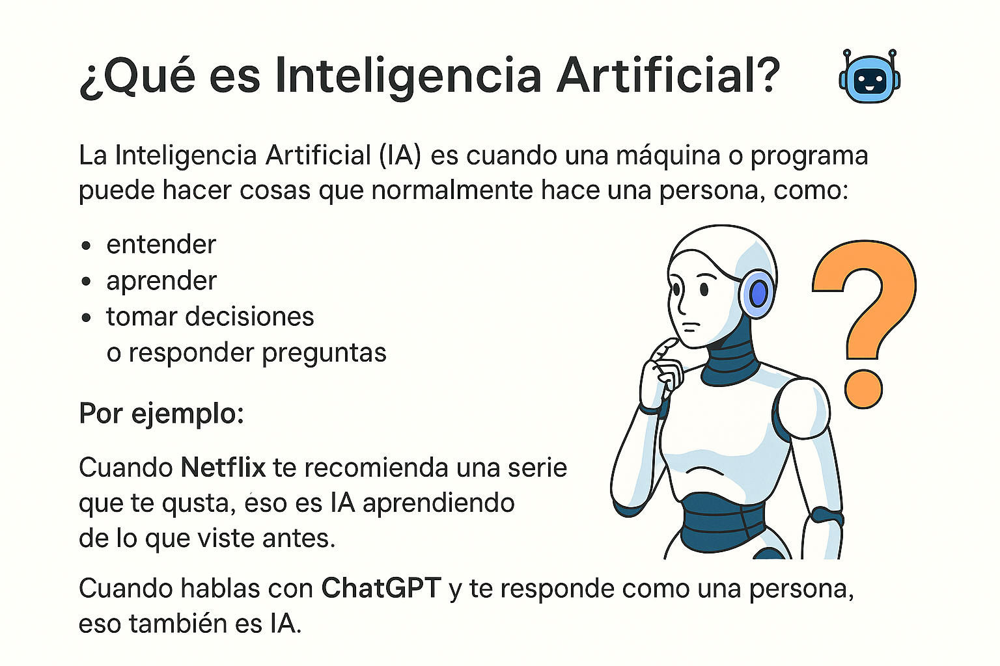 ¿Qué es Inteligencia Artificial?
La Inteligencia Artificial (IA) es cuando una máquina o programa
puede hacer cosas que normalmente hace una persona, como:
• entender
• aprender
• tomar decisiones
o responder preguntas
Por ejemplo:
Cuando Netflix te recomienda una serie
que te qusta, éso es IA aprendiendo
de lo que viste antes.
Cuando hablas con ChatGPT y te responde como una persona,
eso también es IA.
?